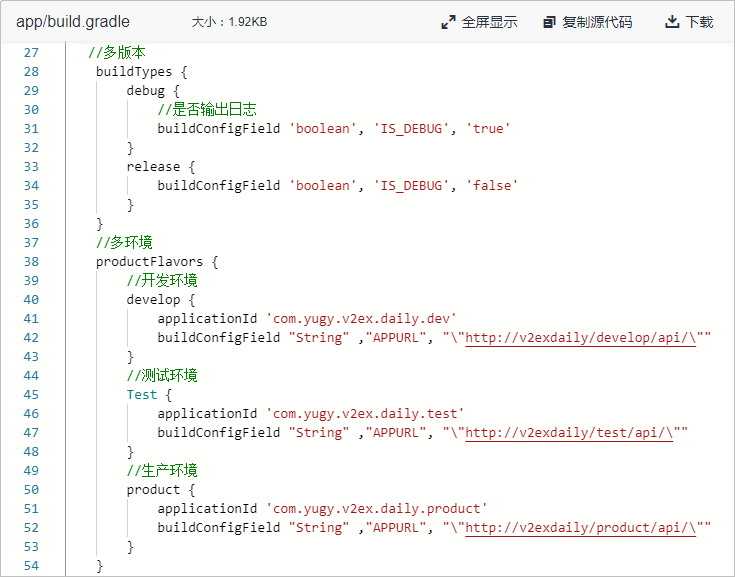 app/build.gradle 大小：1.92KB 全屏显示 复制源代码 下载
27 //多版本
28 buildTypes {
29 debug {
30 //是否输出日志
31 buildConfigField 'boolean', 'IS_DEBUG', 'true'
32 }
33 release {
34 buildConfigField 'boolean', 'IS_DEBUG', 'false'
35 }
36 }
37 //多环境
38 productFlavors {
39 //开发环境
40 develop {
41 applicationId 'com.yugy.v2ex.daily.dev'
42 buildConfigField "String" ,"APPURL", "\"http://v2exdaily/develop/api/\""
43 }
44 //测试环境
45 Test {
46 applicationId 'com.yugy.v2ex.daily.test'
47 buildConfigField "String" ,"APPURL", "\"http://v2exdaily/test/api/\""
48 }
49 //生产环境
50 product {
51 applicationId 'com.yugy.v2ex.daily.product'
52 buildConfigField "String" ,"APPURL", "\"http://v2exdaily/product/api/\""
53 }
54 }